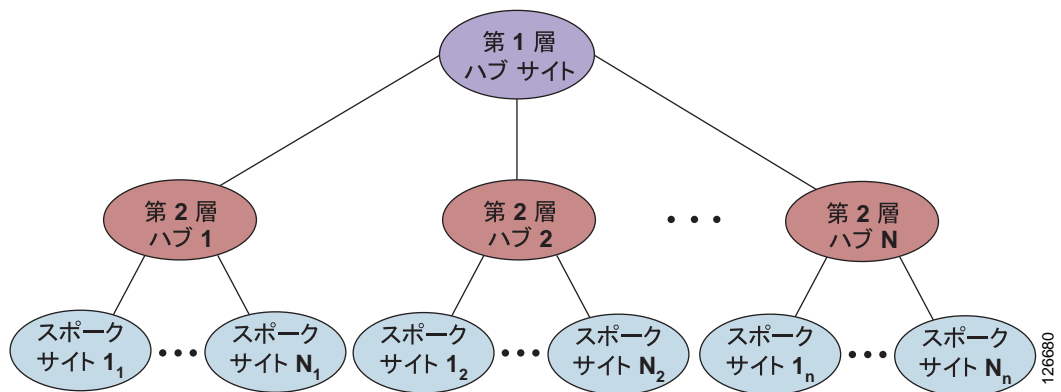 第 1 層
ハブ サイト
第 2 層
ハブ 1
第 2 層
ハブ 2
• • •
第 2 層
ハブ N
スポーク
サイト 1₁
•••
スポーク
サイト N₁
スポーク
サイト 1₂
•••
スポーク
サイト N₂
スポーク
サイト 1ₙ
•••
スポーク
サイト Nₙ
126680